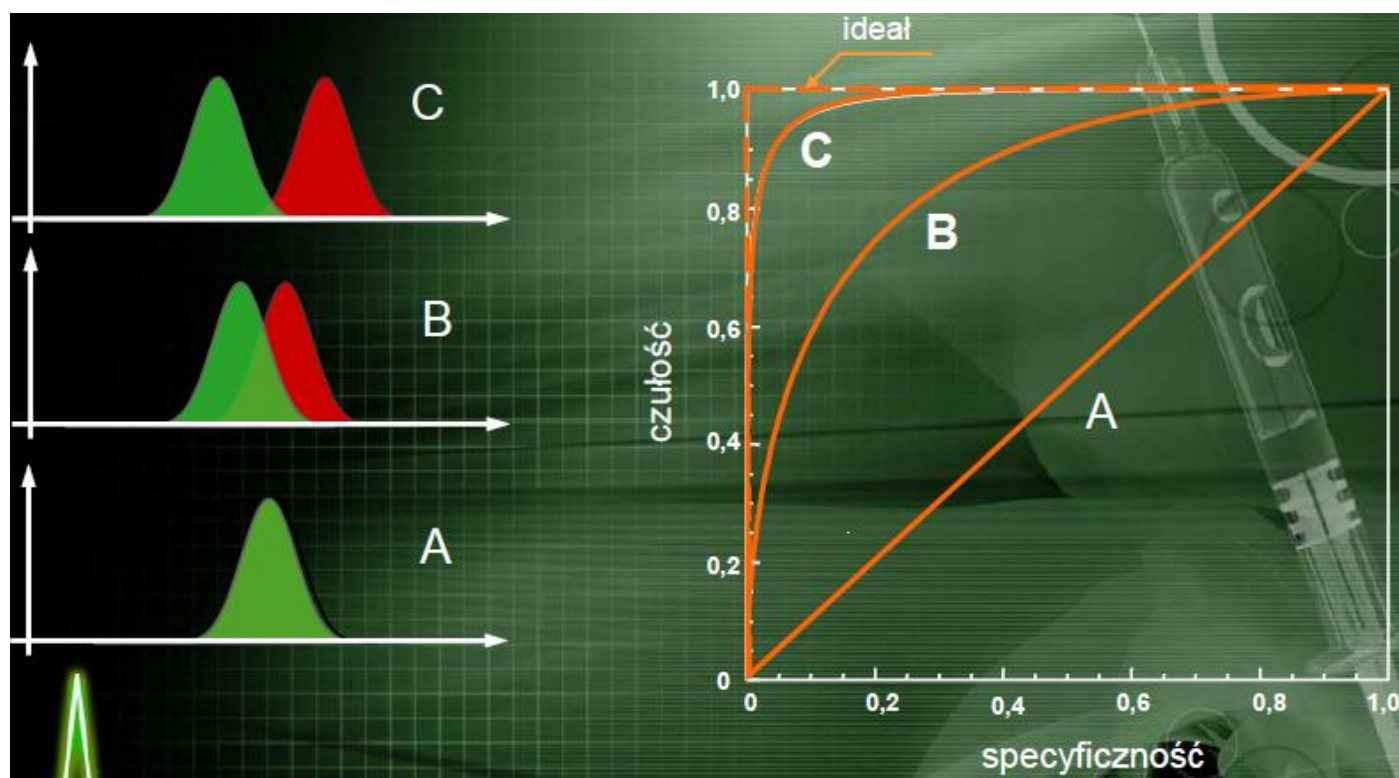 ideał
C
B
A
1,0
0,8
0,6
0,4
0,2
0
czułość
C
B
A
0
0,2
0,4
0,6
0,8
1,0
specyficzność